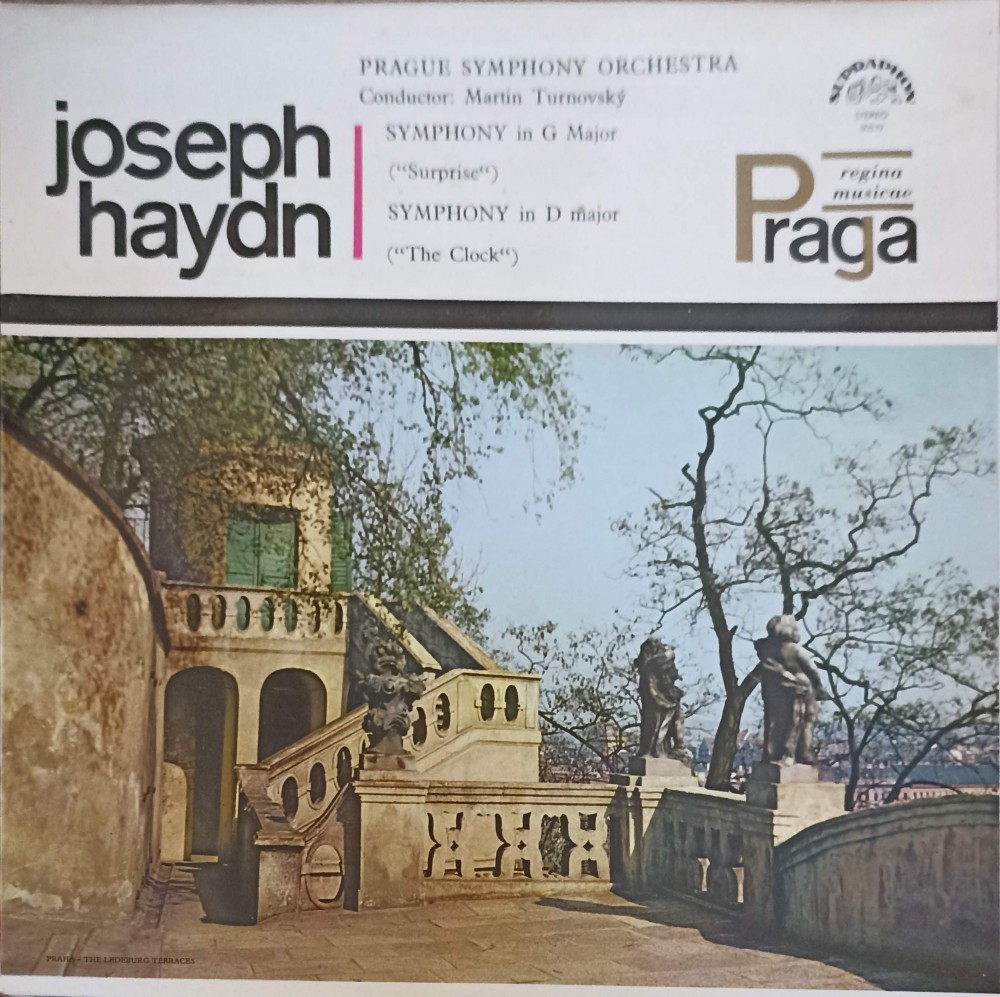 PRAGUE SYMPHONY ORCHESTRA
Conductor: Martin Turnovský
joseph
haydn
SYMPHONY in G Major
(“Surprise“)
SYMPHONY in D major
(“The Clock“)
SUPRAPHON
STEREO
regina
musicae
Praga
PRAHA - THE LEDEBURG TERRACES